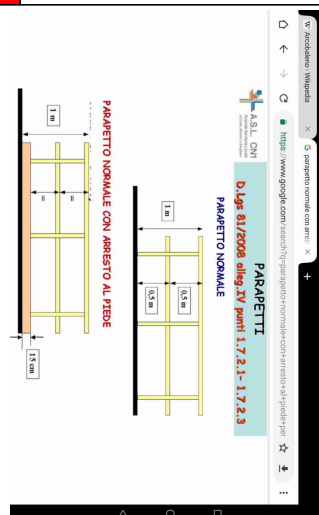 W Arcobaleno - Wikipedia
G parapetto normale con arres
https://www.google.com/search?q=parapetto+normale+con+arresto+al+piede+per
A.S.L. CN1
PARAPETTI
D.Lgs 81/2008 alleg.IV punti 1.7.2.1- 1.7.2.3
PARAPETTO NORMALE
1 m
0,5 m
0,5 m
PARAPETTO NORMALE CON ARRESTO AL PIEDE
1 m
=
=
15 cm